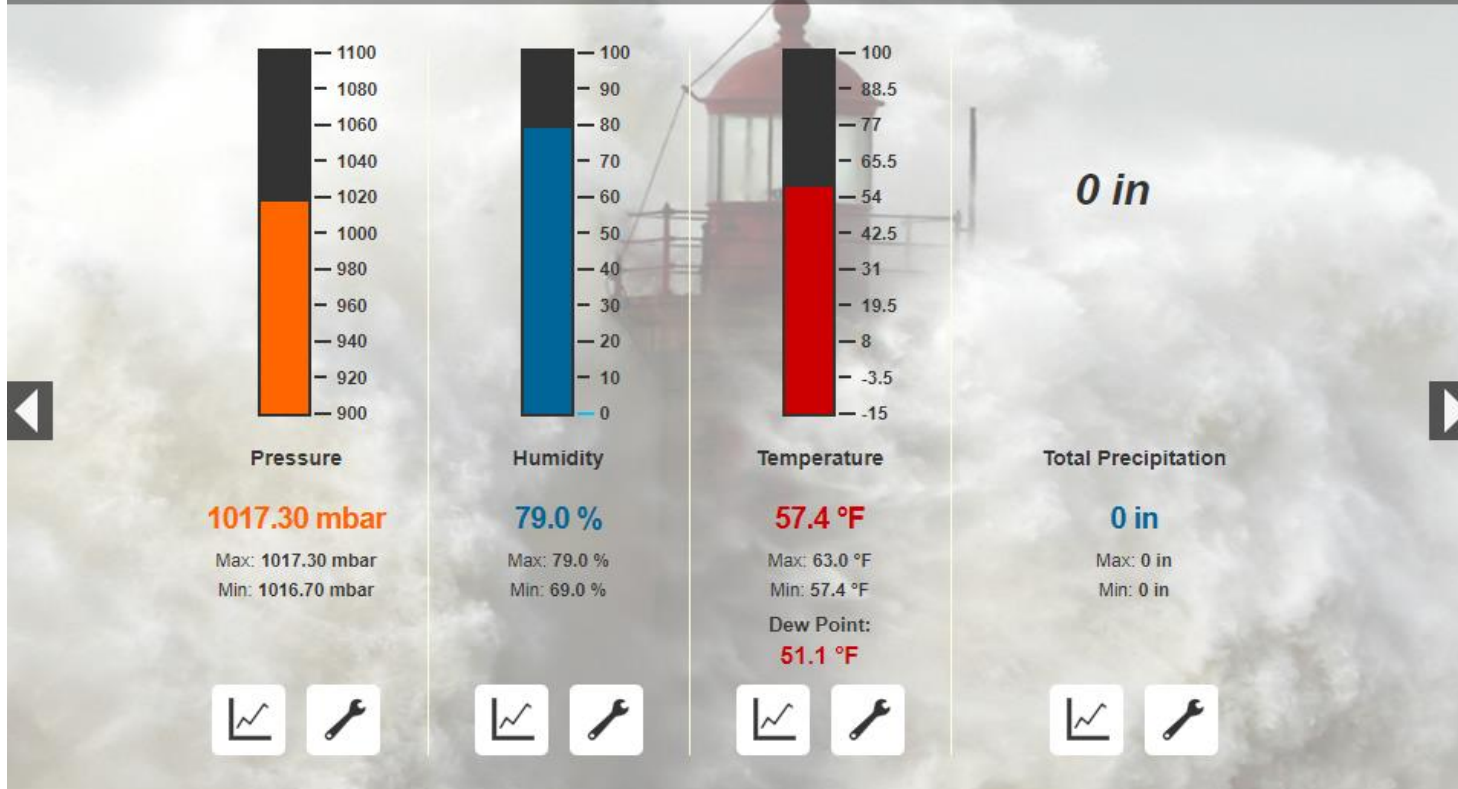 1100
1080
1060
1040
1020
1000
980
960
940
920
900
Pressure
1017.30 mbar
Max: 1017.30 mbar
Min: 1016.70 mbar
100
90
80
70
60
50
40
30
20
10
0
Humidity
79.0 %
Max: 79.0 %
Min: 69.0 %
100
88.5
77
65.5
54
42.5
31
19.5
8
-3.5
-15
Temperature
57.4 °F
Max: 63.0 °F
Min: 57.4 °F
Dew Point:
51.1 °F
0 in
Total Precipitation
0 in
Max: 0 in
Min: 0 in